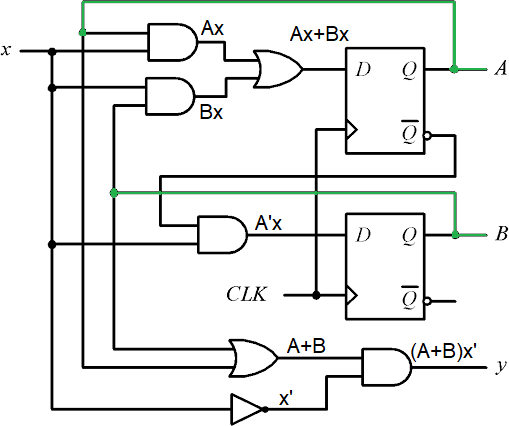 Ax
Ax+Bx
x
D Q A
Bx
Q
A'x
D Q B
CLK
Q
A+B
(A+B)x'
y
x'